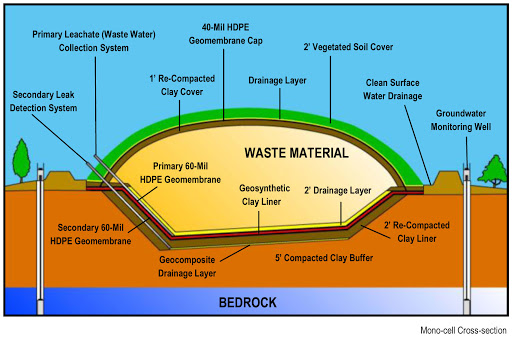 40-Mil HDPE
Geomembrane Cap
Primary Leachate (Waste Water)
Collection System
2' Vegetated Soil Cover
1' Re-Compacted
Clay Cover
Drainage Layer
Clean Surface
Water Drainage
Secondary Leak
Detection System
Groundwater
Monitoring Well
WASTE MATERIAL
Primary 60-Mil
HDPE Geomembrane
Geosynthetic
Clay Liner
2' Drainage Layer
Secondary 60-Mil
HDPE Geomembrane
2' Re-Compacted
Clay Liner
Geocomposite
Drainage Layer
5' Compacted Clay Buffer
BEDROCK
Mono-cell Cross-section